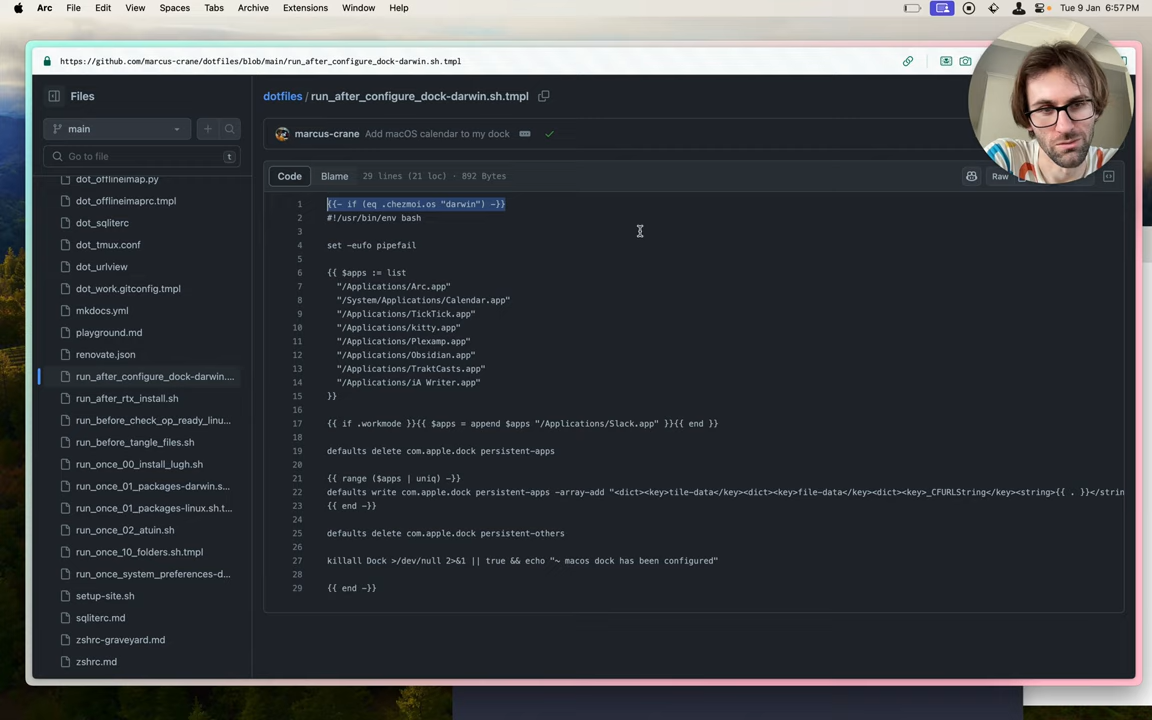 Arc File Edit View Spaces Tabs Archive Extensions Window Help Tue 9 Jan 6:57 PM
https://github.com/marcus-crane/dotfiles/blob/main/run_after_configure_dock-darwin.sh.tmpl
Files
main
Go to file t
dot_offlineimap.py
dot_offlineimaprc.tmpl
dot_sqliterc
dot_tmux.conf
dot_urlview
dot_work.gitconfig.tmpl
mkdocs.yml
playground.md
renovate.json
run_after_configure_dock-darwin....
run_after_rtx_install.sh
run_before_check_op_ready_linu...
run_before_tangle_files.sh
run_once_00_install_lugh.sh
run_once_01_packages-darwin.s...
run_once_01_packages-linux.sh.t...
run_once_02_atuin.sh
run_once_10_folders.sh.tmpl
run_once_system_preferences-d...
setup-site.sh
sqliterc.md
zshrc-graveyard.md
zshrc.md
dotfiles / run_after_configure_dock-darwin.sh.tmpl
marcus-crane Add macOS calendar to my dock
Code Blame 29 lines (21 loc) · 892 Bytes Raw
1 {{- if (eq .chezmoi.os "darwin") -}}
2 #!/usr/bin/env bash
3
4 set -eufo pipefail
5
6 {{ $apps := list
7 "/Applications/Arc.app"
8 "/System/Applications/Calendar.app"
9 "/Applications/TickTick.app"
10 "/Applications/kitty.app"
11 "/Applications/Plexamp.app"
12 "/Applications/Obsidian.app"
13 "/Applications/TraktCasts.app"
14 "/Applications/iA Writer.app"
15 }}
16
17 {{ if .workmode }}{{ $apps = append $apps "/Applications/Slack.app" }}{{ end }}
18
19 defaults delete com.apple.dock persistent-apps
20
21 {{ range ($apps | uniq) -}}
22 defaults write com.apple.dock persistent-apps -array-add "<dict><key>tile-data</key><dict><key>file-data</key><dict><key>_CFURLString</key><string>{{ . }}</strin
23 {{ end -}}
24
25 defaults delete com.apple.dock persistent-others
26
27 killall Dock >/dev/null 2>&1 || true && echo "~ macos dock has been configured"
28
29 {{ end -}}